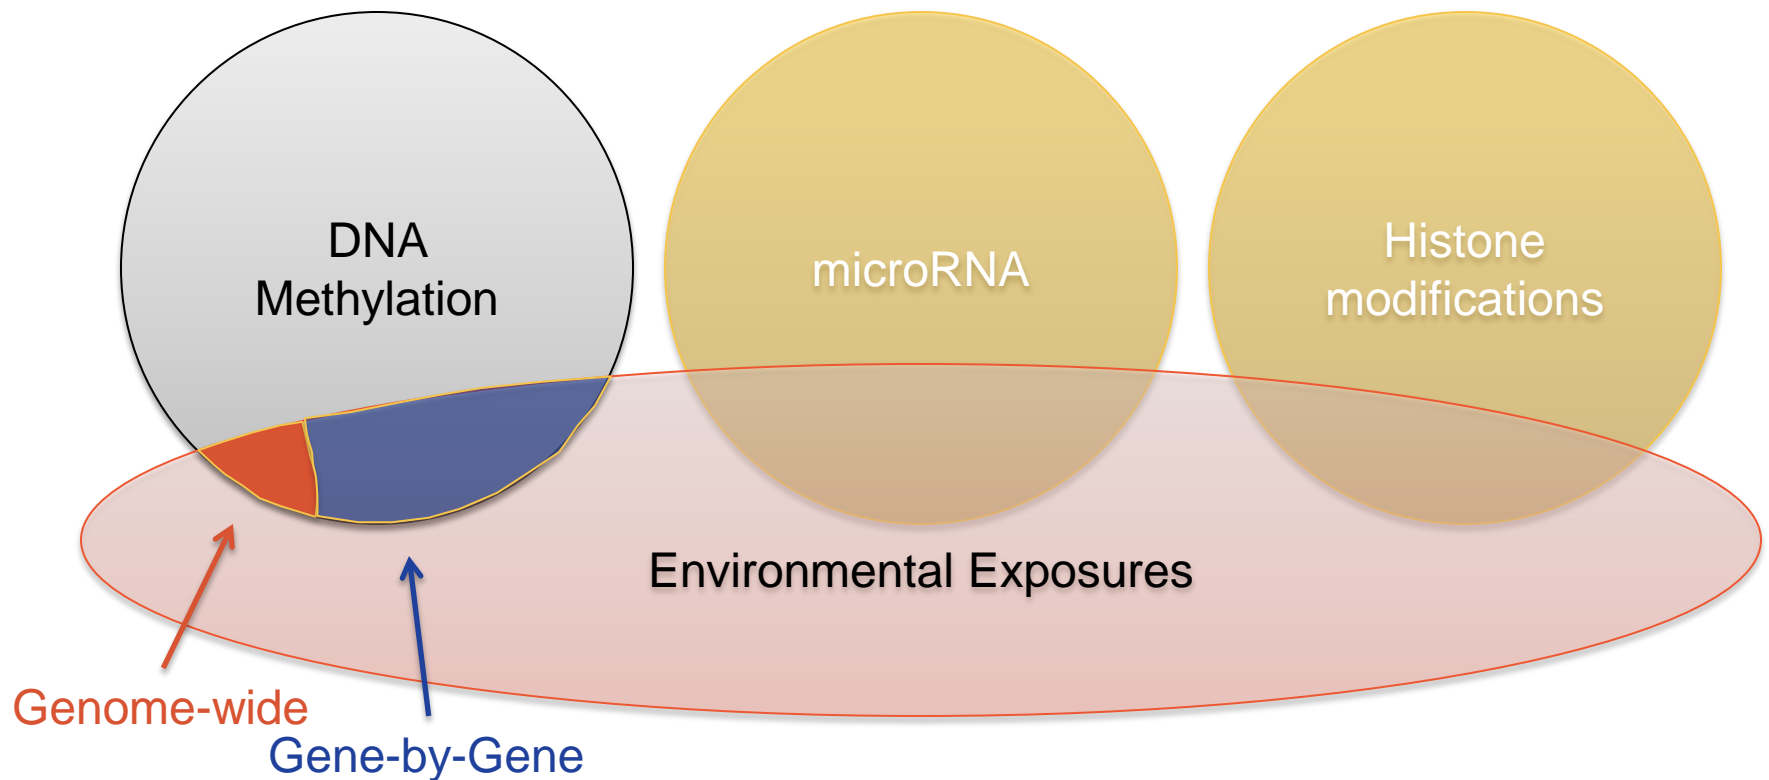 DNA
Methylation
microRNA
Histone
modifications
Environmental Exposures
Genome-wide
Gene-by-Gene